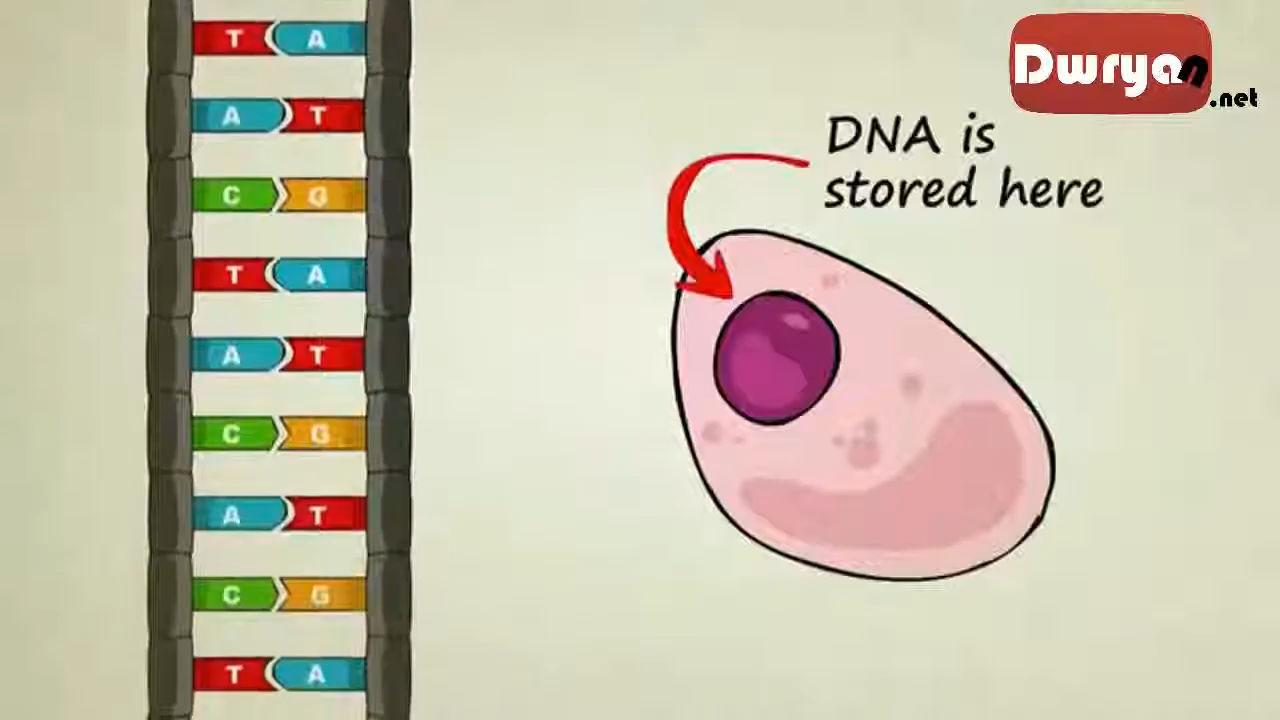 T A
A T
C G
T A
A T
C G
A T
C G
T A
Dwryan
.net
DNA is
stored here